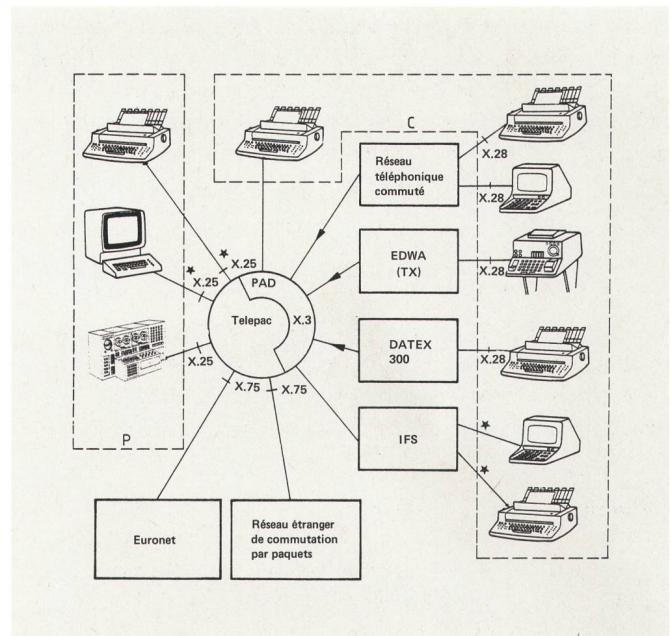 C
X.28
Réseau
téléphonique
commuté
X.28
★
X.25
★
X.25
PAD
EDWA
(TX)
X.28
Telepac
X.3
X.25
DATEX
300
X.28
X.75
X.75
P
IFS
★
★
Euronet
Réseau étranger
de commutation
par paquets